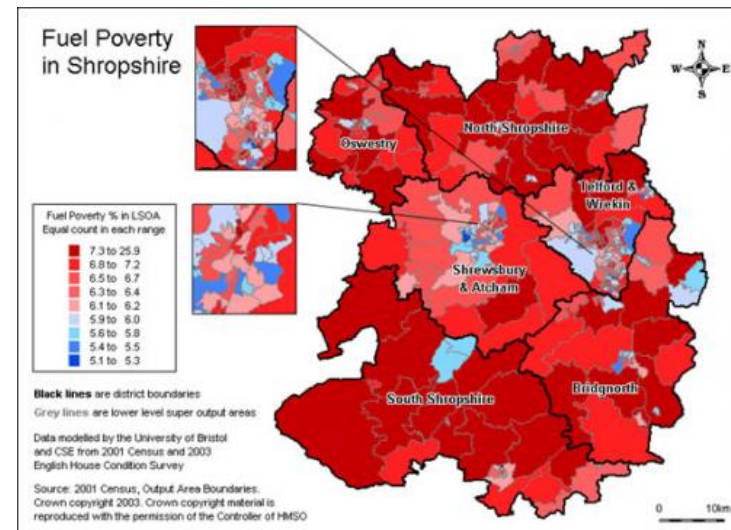 Fuel Poverty
in Shropshire
N
W E
S
Oswestry
North Shropshire
Telford &
Wrekin
Fuel Poverty % in LSOA
Equal count in each range
7.3 to 25.9
6.8 to 7.2
6.5 to 6.7
6.3 to 6.4
6.1 to 6.2
5.9 to 6.0
5.6 to 5.8
5.4 to 5.5
5.1 to 5.3
Shrewsbury
& Atcham
South Shropshire
Bridgnorth
Black lines are district boundaries
Grey lines are lower level super output areas
Data modelled by the University of Bristol
and CSE from 2001 Census and 2003
English House Condition Survey
Source: 2001 Census, Output Area Boundaries.
Crown copyright 2003. Crown copyright material is
reproduced with the permission of the Controller of HMSO
0 10km